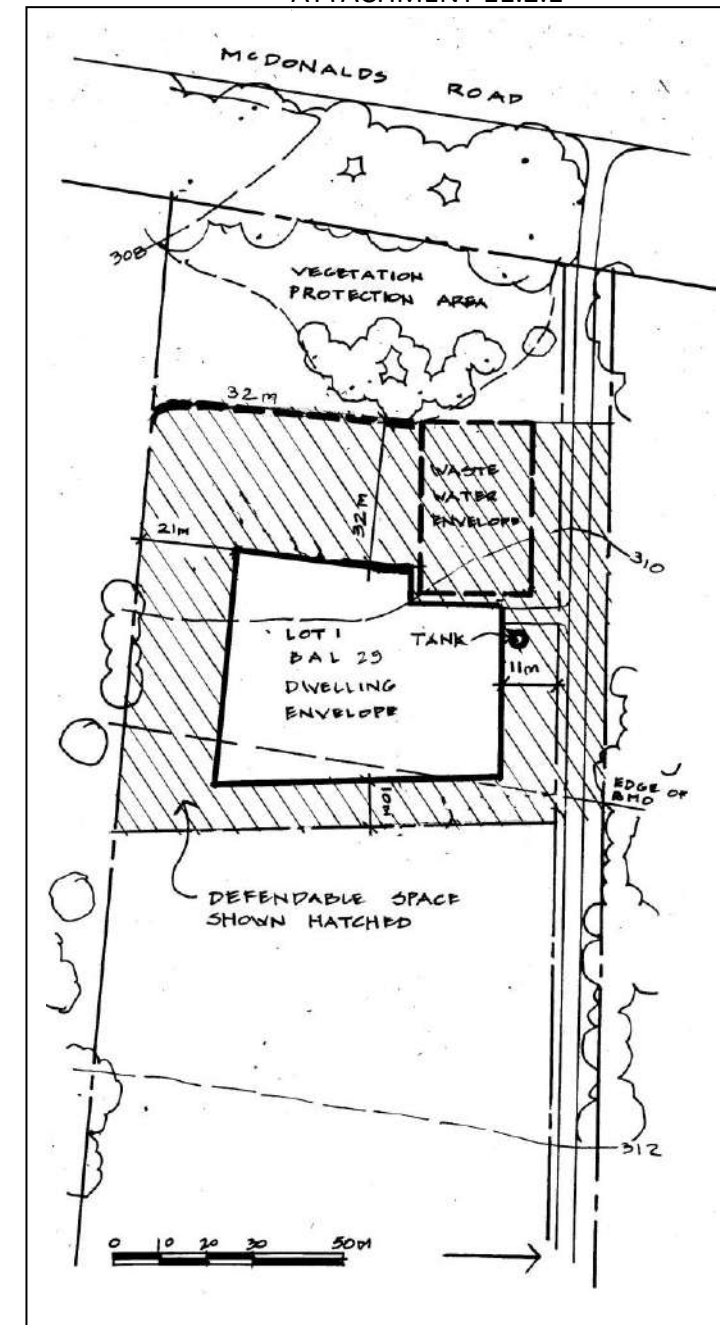 ATTACHMENT
McDONALDS ROAD
308
VEGETATION
PROTECTION AREA
32m
WASTE
WATER
ENVELOPE
32m
21m
310
LOT 1
BAL 29
DWELLING
ENVELOPE
TANK
11m
EDGE OF
BMO
10m
DEFENDABLE SPACE
SHOWN HATCHED
312
0 10 20 30 50m